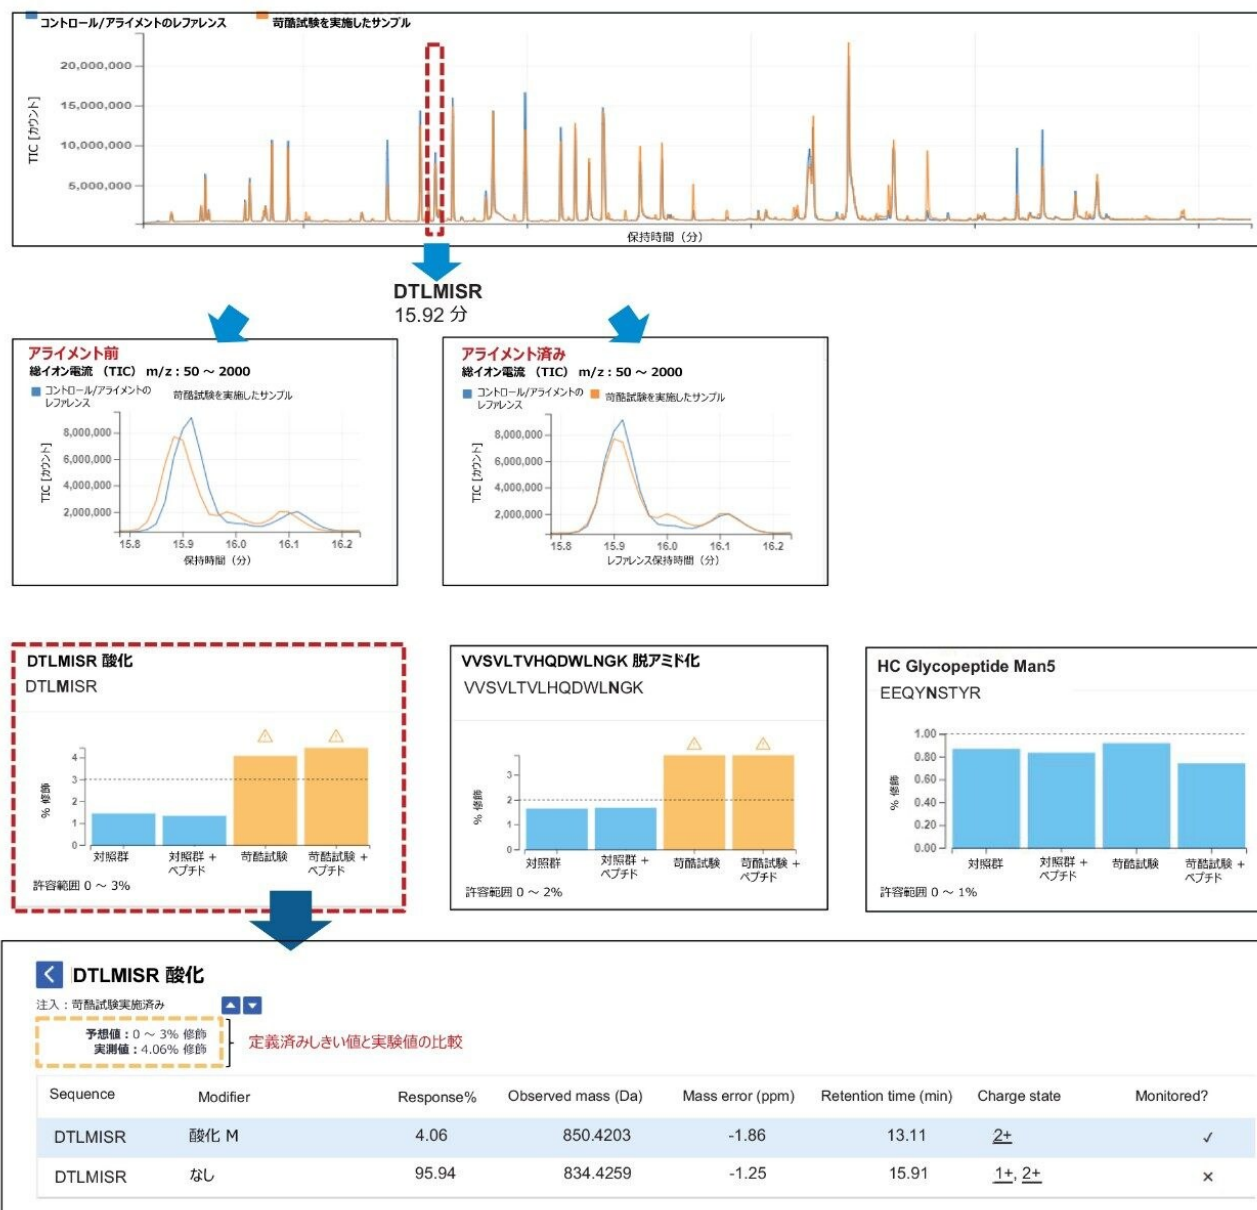 コントロール/アライメントのレファレンス 苛酷試験を実施したサンプル
TIC [カウント]
20,000,000
15,000,000
10,000,000
5,000,000
保持時間（分）
DTLMISR
15.92 分
アライメント前
総イオン電流 （TIC） m/z : 50 ～ 2000
コントロール/アライメントの
レファレンス
苛酷試験を実施したサンプル
TIC [カウント]
8,000,000
6,000,000
4,000,000
2,000,000
15.8 15.9 16.0 16.1 16.2
保持時間（分）
アライメント済み
総イオン電流 （TIC） m/z : 50 ～ 2000
コントロール/アライメントの
レファレンス
苛酷試験を実施したサンプル
TIC [カウント]
8,000,000
6,000,000
4,000,000
2,000,000
15.8 15.9 16.0 16.1 16.2
レファレンス保持時間（分）
DTLMISR 酸化
DTLMISR
% 修飾
4
3
2
1
0
対照群 対照群 + ペプチド 苛酷試験 苛酷試験 + ペプチド
許容範囲 0 ～ 3%
VVSVLTVHQDWLNGK 脱アミド化
VVSVLTVLHQDWLNGK
% 修飾
3
2
1
0
対照群 対照群 + ペプチド 苛酷試験 苛酷試験 + ペプチド
許容範囲 0 ～ 2%
HC Glycopeptide Man5
EEQYNSTYR
% 修飾
1.00
0.80
0.60
0.40
0.20
0.00
対照群 対照群 + ペプチド 苛酷試験 苛酷試験 + ペプチド
許容範囲 0 ～ 1%
DTLMISR 酸化
注入：苛酷試験実施済み
予想値：0 ～ 3% 修飾
実測値：4.06% 修飾
定義済みしきい値と実験値の比較
Sequence Modifier Response% Observed mass (Da) Mass error (ppm) Retention time (min) Charge state Monitored?
DTLMISR 酸化 M 4.06 850.4203 -1.86 13.11 2+ ✓
DTLMISR なし 95.94 834.4259 -1.25 15.91 1+, 2+ ×